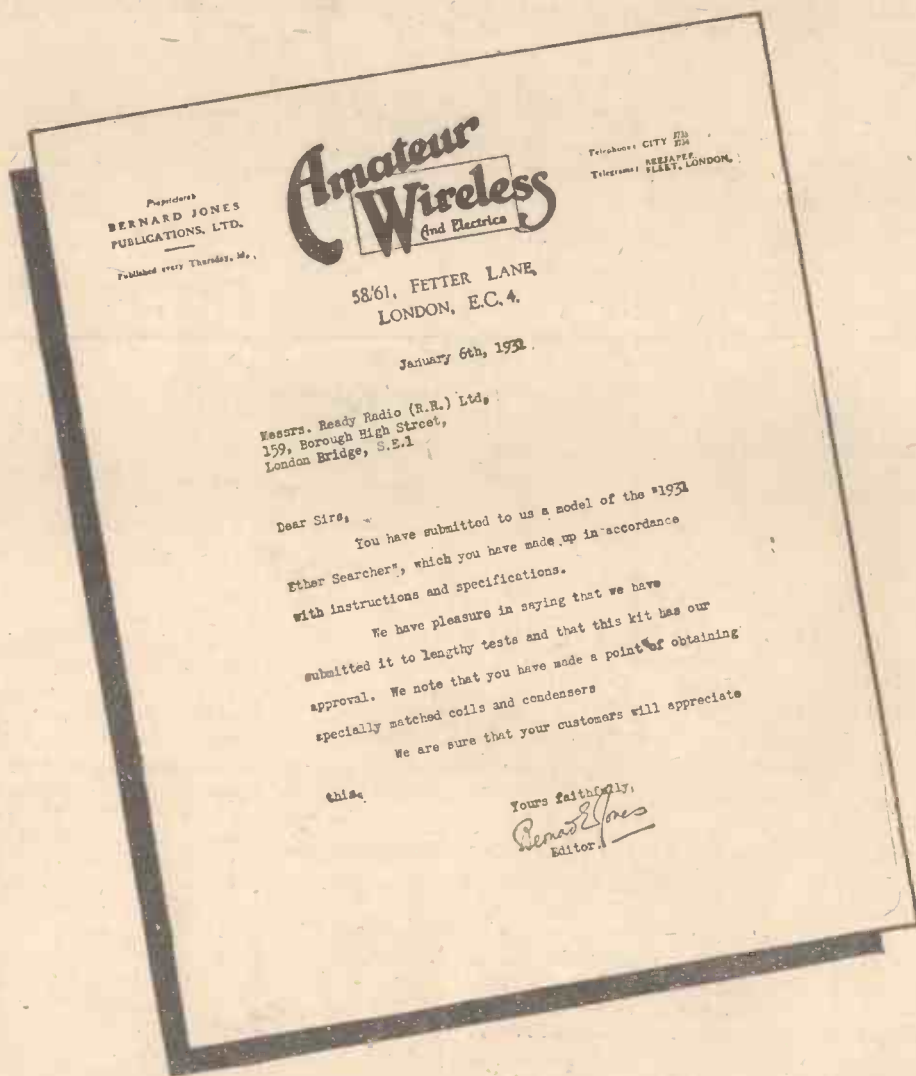 Proprietors
BERNARD JONES
PUBLICATIONS, LTD.
Published every Thursday, 3d.,
Amateur
Wireless
And Electrics
Telephone: CITY
Telegrams: BEEJAPEE, FLEET, LONDON.
58/61, FETTER LANE,
LONDON, E.C.4.
January 6th, 1932.
Messrs. Ready Radio (R.R.) Ltd,
159, Borough High Street,
London Bridge, S.E.1
Dear Sirs,
You have submitted to us a model of the "1932
Ether Searcher", which you have made up in accordance
with instructions and specifications.
We have pleasure in saying that we have
submitted it to lengthy tests and that this kit has our
approval. We note that you have made a point of obtaining
specially matched coils and condensers
We are sure that your customers will appreciate
this.
Yours faithfully,
Bernard E Jones
Editor.